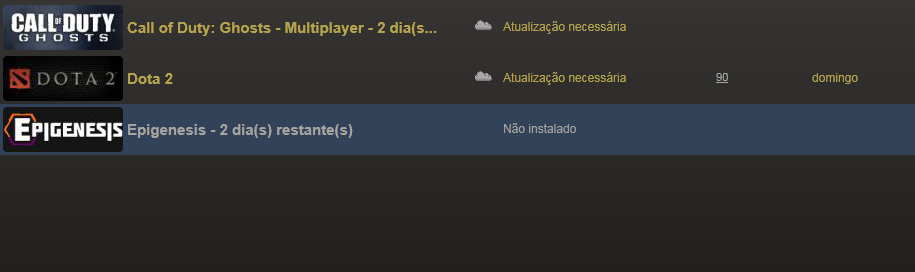 CALL OF DUTY
GHOSTS
Call of Duty: Ghosts - Multiplayer - 2 dia(s... Atualização necessária
DOTA 2
Dota 2 Atualização necessária 90 domingo
EPIGENESIS
Epigenesis - 2 dia(s) restante(s) Não instalado